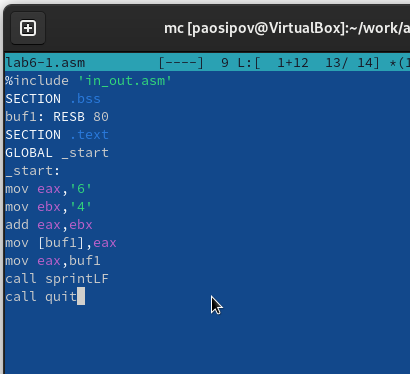 mc [paosipov@VirtualBox]:~/work/a
lab6-1.asm [----] 9 L:[ 1+12 13/ 14] *(1
%include 'in_out.asm'
SECTION .bss
buf1: RESB 80
SECTION .text
GLOBAL _start
_start:
mov eax,'6'
mov ebx,'4'
add eax,ebx
mov [buf1],eax
mov eax,buf1
call sprintLF
call quit